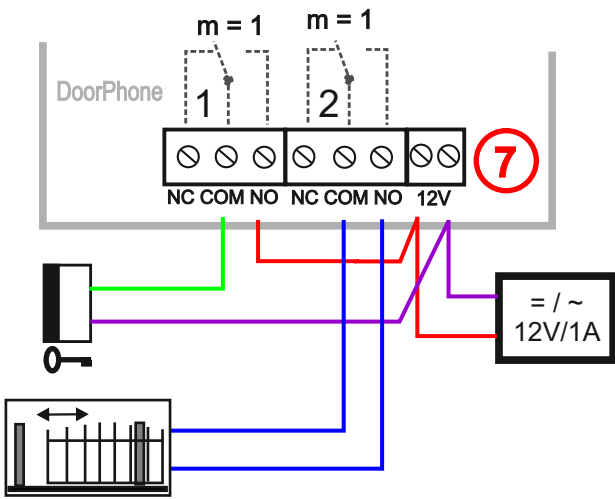 m = 1
m = 1
DoorPhone
1
2
7
NC COM NO
NC COM NO
12V
= / ~
12V/1A